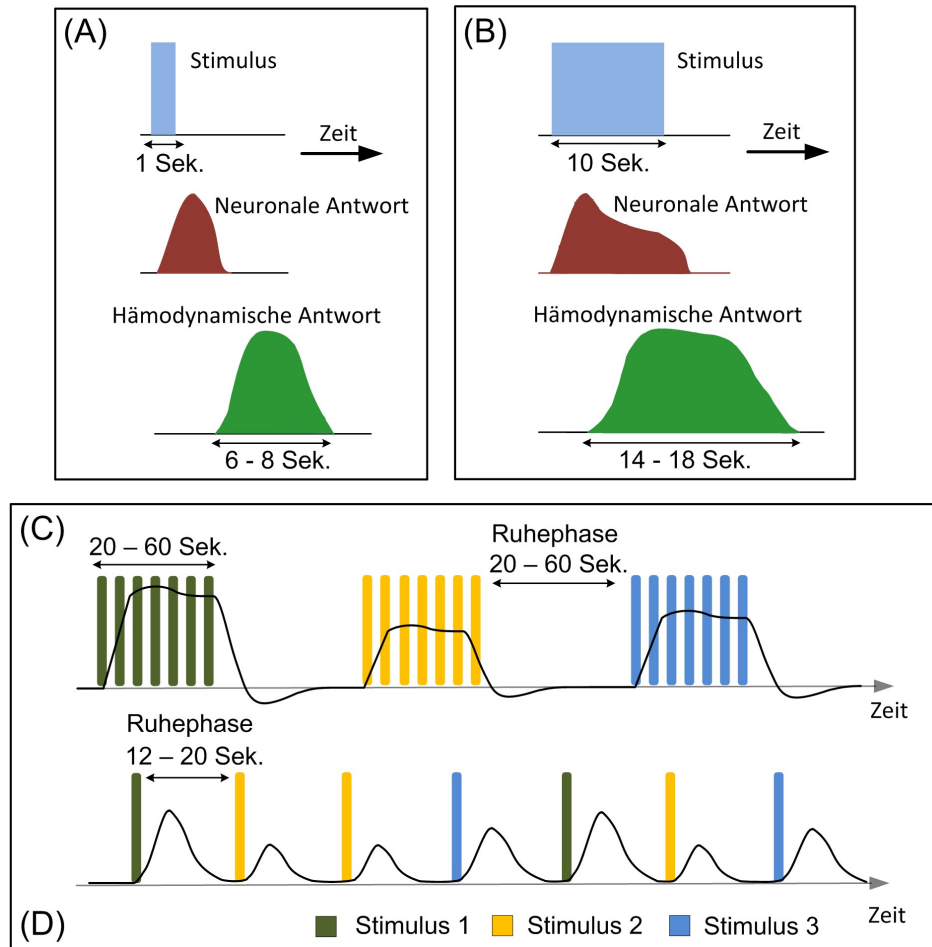 (A)
Stimulus
Zeit
1 Sek.
Neuronale Antwort
Hämodynamische Antwort
6 - 8 Sek.
(B)
Stimulus
Zeit
10 Sek.
Neuronale Antwort
Hämodynamische Antwort
14 - 18 Sek.
(C)
20 – 60 Sek.
Ruhephase
20 – 60 Sek.
Zeit
Ruhephase
12 – 20 Sek.
Zeit
(D)
Stimulus 1
Stimulus 2
Stimulus 3